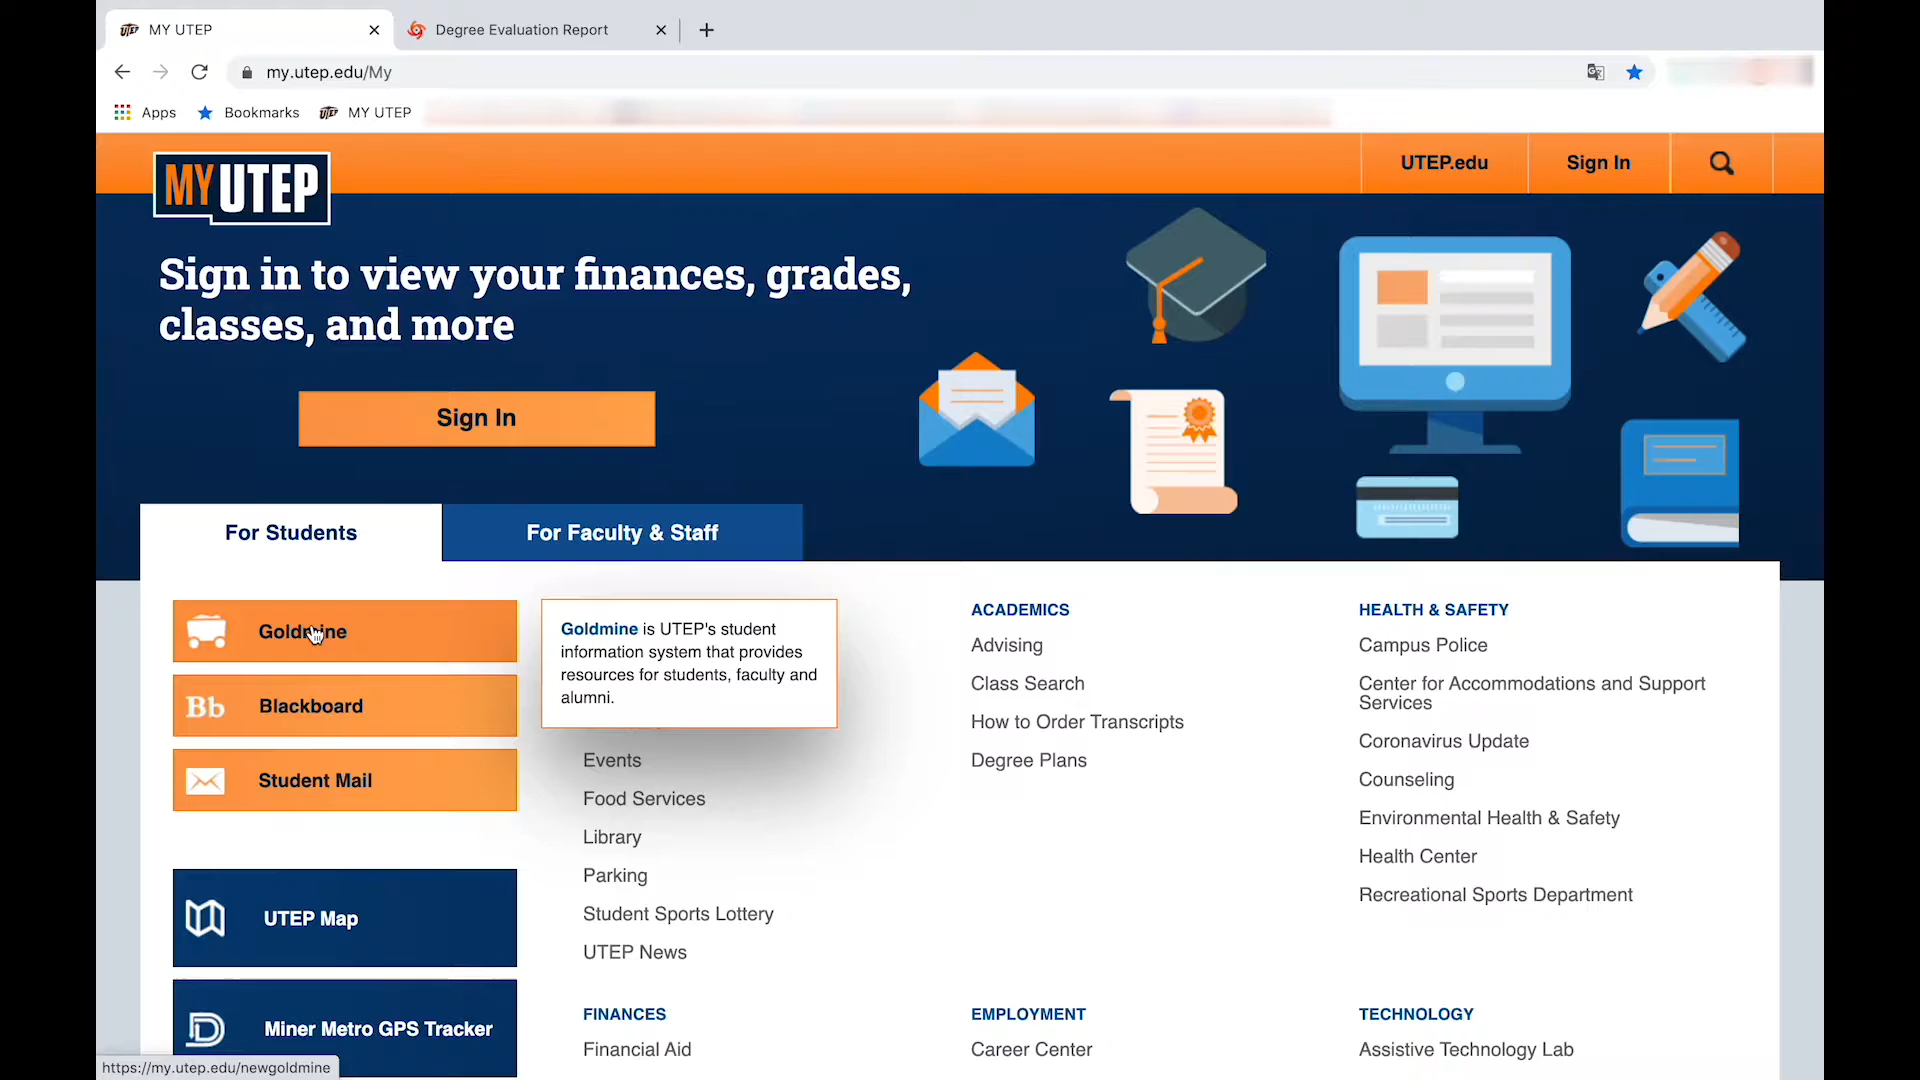 MY UTEP
Degree Evaluation Report
my.utep.edu/My
Apps
Bookmarks
MY UTEP
UTEP.edu
Sign In
MY UTEP
Sign in to view your finances, grades,
classes, and more
Sign In
For Students
For Faculty & Staff
Goldmine
Bb
Blackboard
Student Mail
UTEP Map
Miner Metro GPS Tracker
Goldmine is UTEP's student
information system that provides
resources for students, faculty and
alumni.
Events
Food Services
Library
Parking
Student Sports Lottery
UTEP News
FINANCES
Financial Aid
ACADEMICS
Advising
Class Search
How to Order Transcripts
Degree Plans
EMPLOYMENT
Career Center
HEALTH & SAFETY
Campus Police
Center for Accommodations and Support
Services
Coronavirus Update
Counseling
Environmental Health & Safety
Health Center
Recreational Sports Department
TECHNOLOGY
Assistive Technology Lab
https://my.utep.edu/newgoldmine